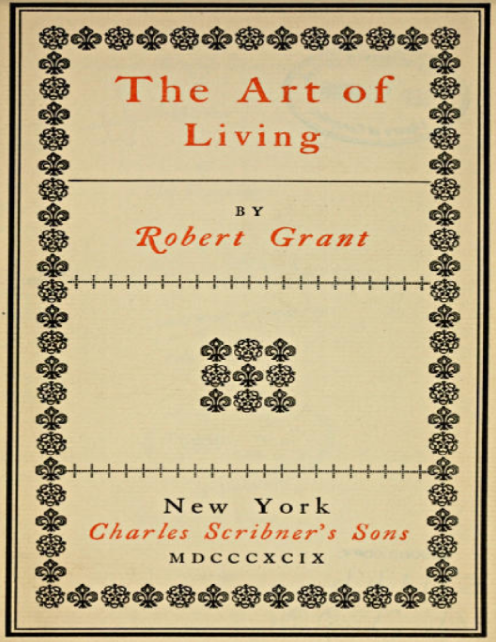 The Art of
Living
BY
Robert Grant
New York
Charles Scribner's Sons
MDCCCXCIX